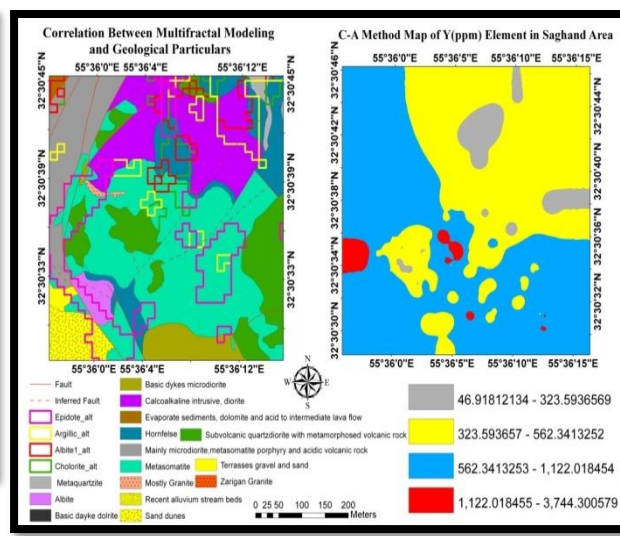 Correlation Between Multifractal Modeling
and Geological Particulars
55°36'0"E 55°36'4"E 55°36'12"E
32°30'45"N
32°30'39"N
32°30'33"N
32°30'45"N
32°30'39"N
32°30'33"N
55°36'0"E 55°36'4"E 55°36'12"E
C-A Method Map of Y(ppm) Element in Saghand Area
55°36'0"E 55°36'5"E 55°36'10"E 55°36'15"E
32°30'46"N
32°30'42"N
32°30'38"N
32°30'34"N
32°30'30"N
32°30'44"N
32°30'40"N
32°30'36"N
32°30'32"N
55°36'0"E 55°36'5"E 55°36'10"E 55°36'15"E
Fault
Inferred Fault
Epidote_alt
Argillic_alt
Albite1_alt
Cholorite_alt
Metaquartzite
Albite
Basic dayke dolrite
Basic dykes microdiorite
Calcoalkaline intrusive, diorite
Evaporate sediments, dolomite and acid to intermediate lava flow
Hornfelse
Subvolcanic quartzdiorite with metamorphosed volcanic rock
Mainly microdiorite,metasomatite porphyry and acidic volcanic rock
Metasomatite
Terrasses gravel and sand
Mostly Granite
Zarigan Granite
Recent alluvium stream beds
Sand dunes
N
W E
S
0 25 50 100 150 200
Meters
46.91812134 - 323.5936569
323.593657 - 562.3413252
562.3413253 - 1,122.018454
1,122.018455 - 3,744.300579